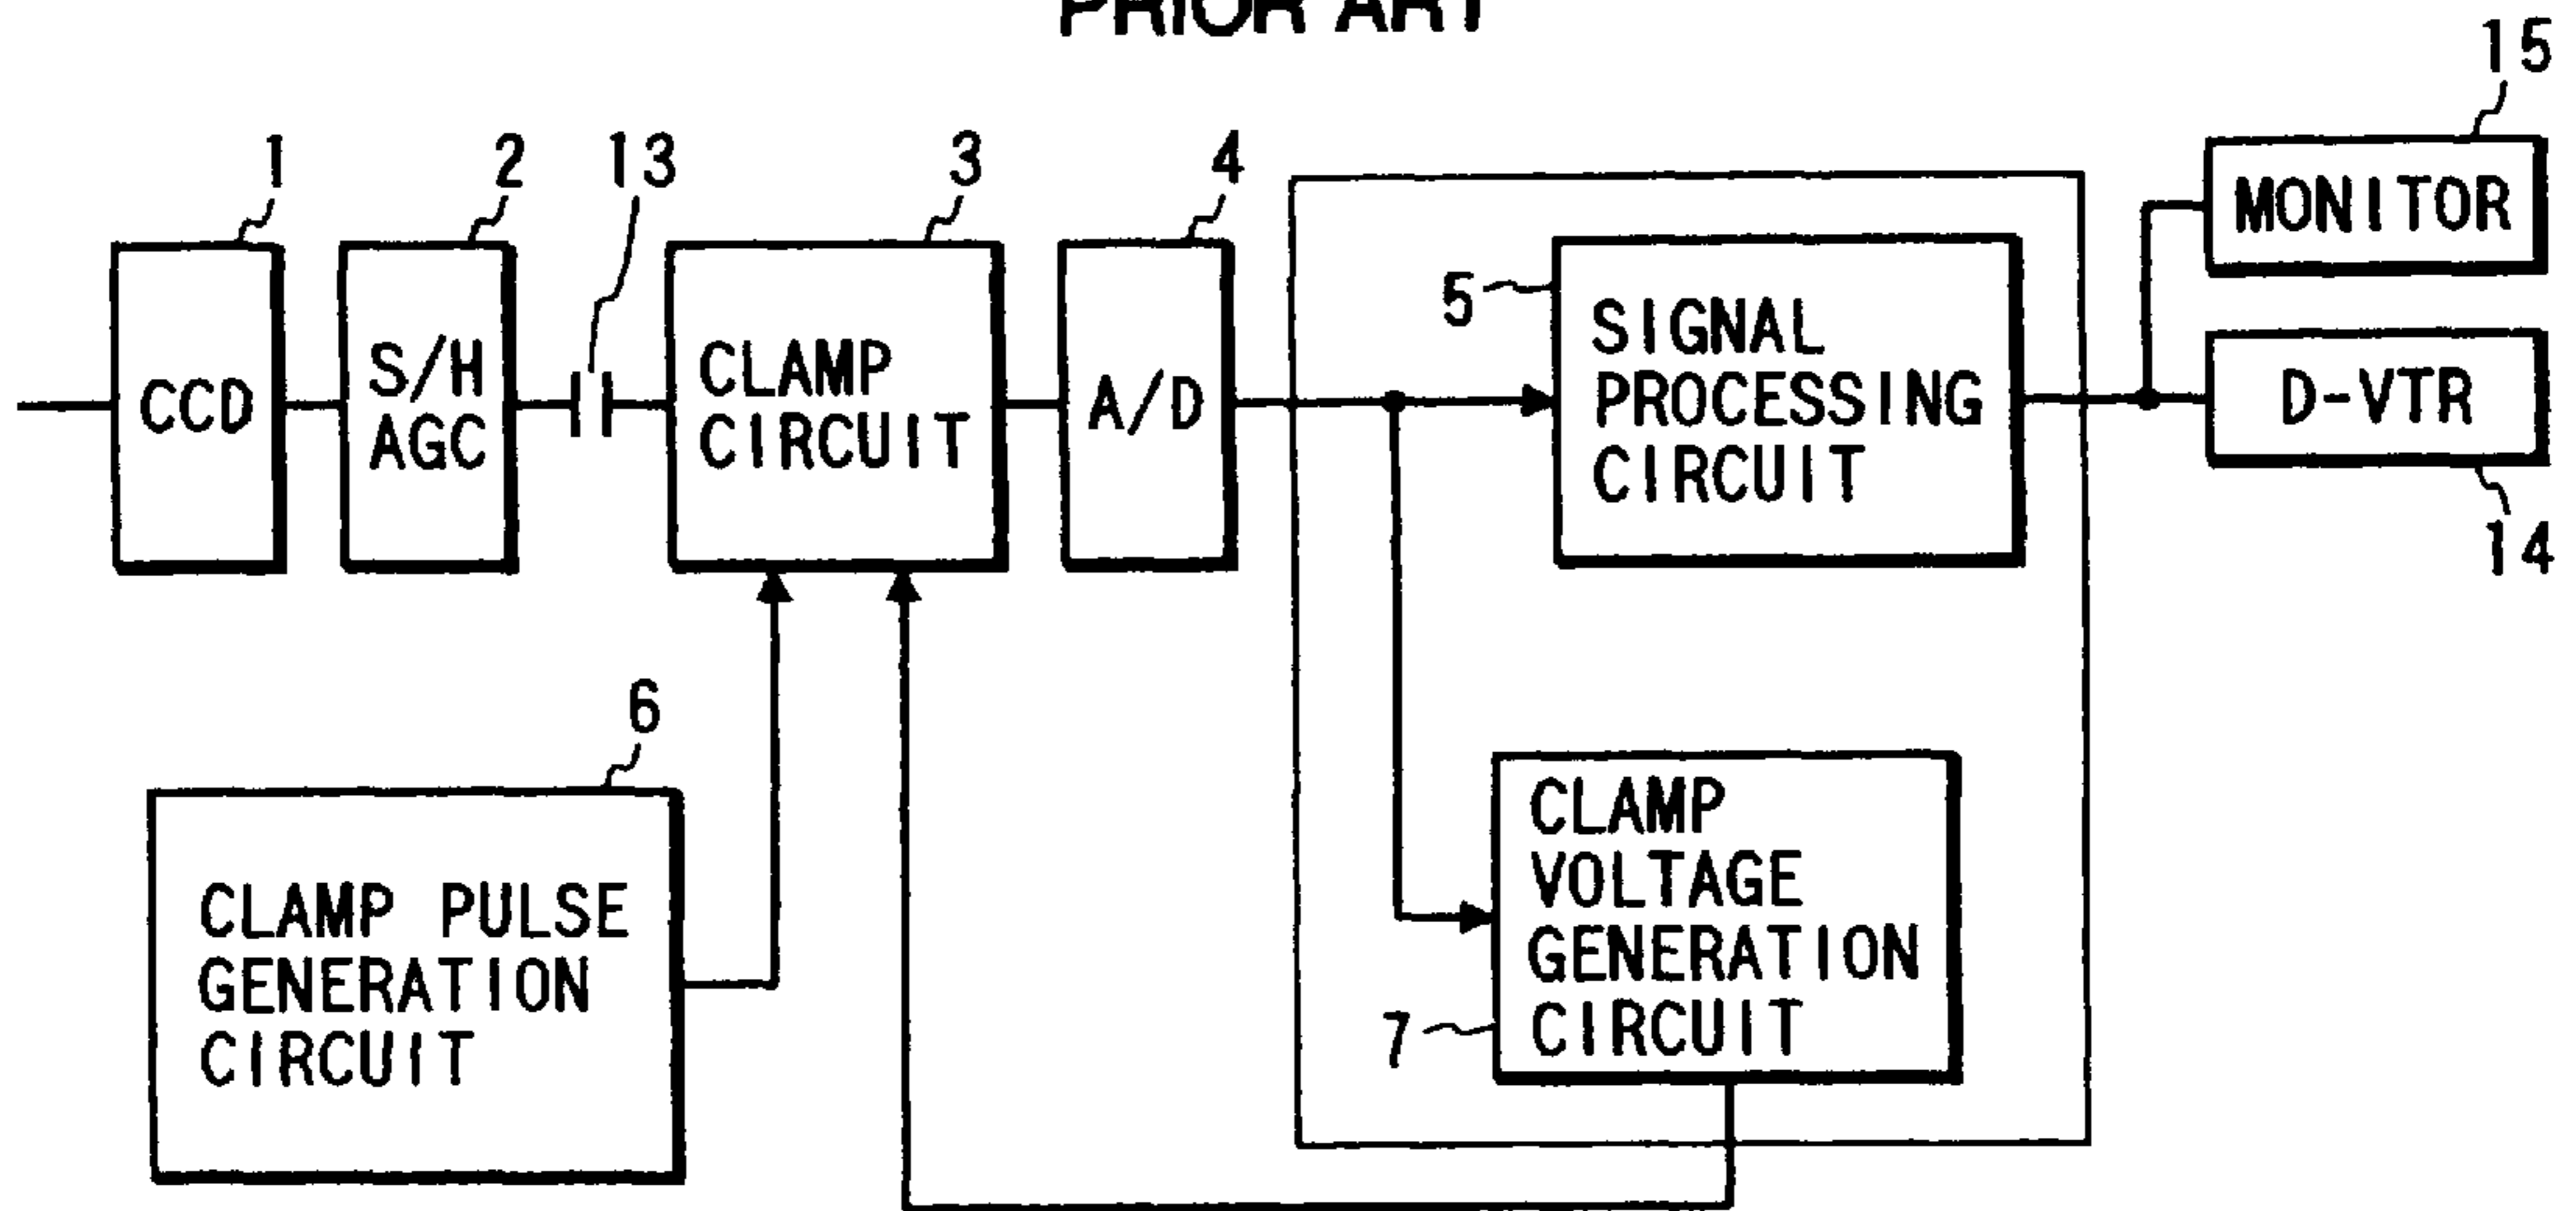 PRIOR ART
15
1
2
13
3
4
MONITOR
CCD
S/H
AGC
CLAMP
CIRCUIT
A/D
5
SIGNAL
PROCESSING
CIRCUIT
D-VTR
14
6
CLAMP PULSE
GENERATION
CIRCUIT
7
CLAMP
VOLTAGE
GENERATION
CIRCUIT